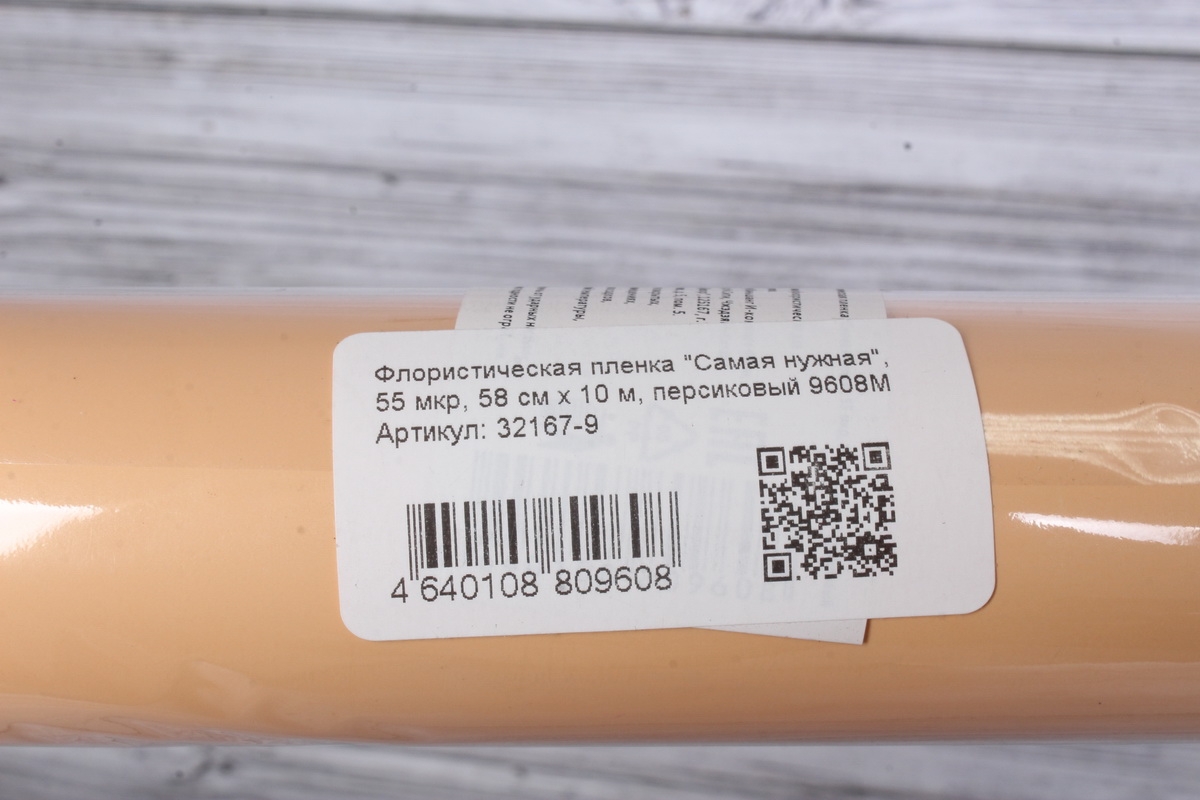 Флористическая пленка "Самая нужная",
55 мкр, 58 см x 10 м, персиковый 9608М
Артикул: 32167-9
4 640108 809608